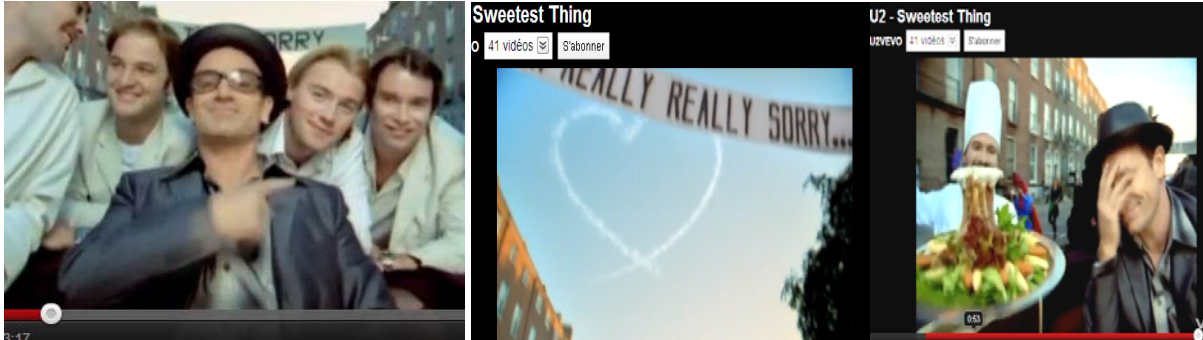 RRY
3:17
Sweetest Thing
O 41 vidéos S'abonner
REALLY REALLY SORRY...
U2 - Sweetest Thing
U2VEVO 41 vidéos S'abonner
0:53